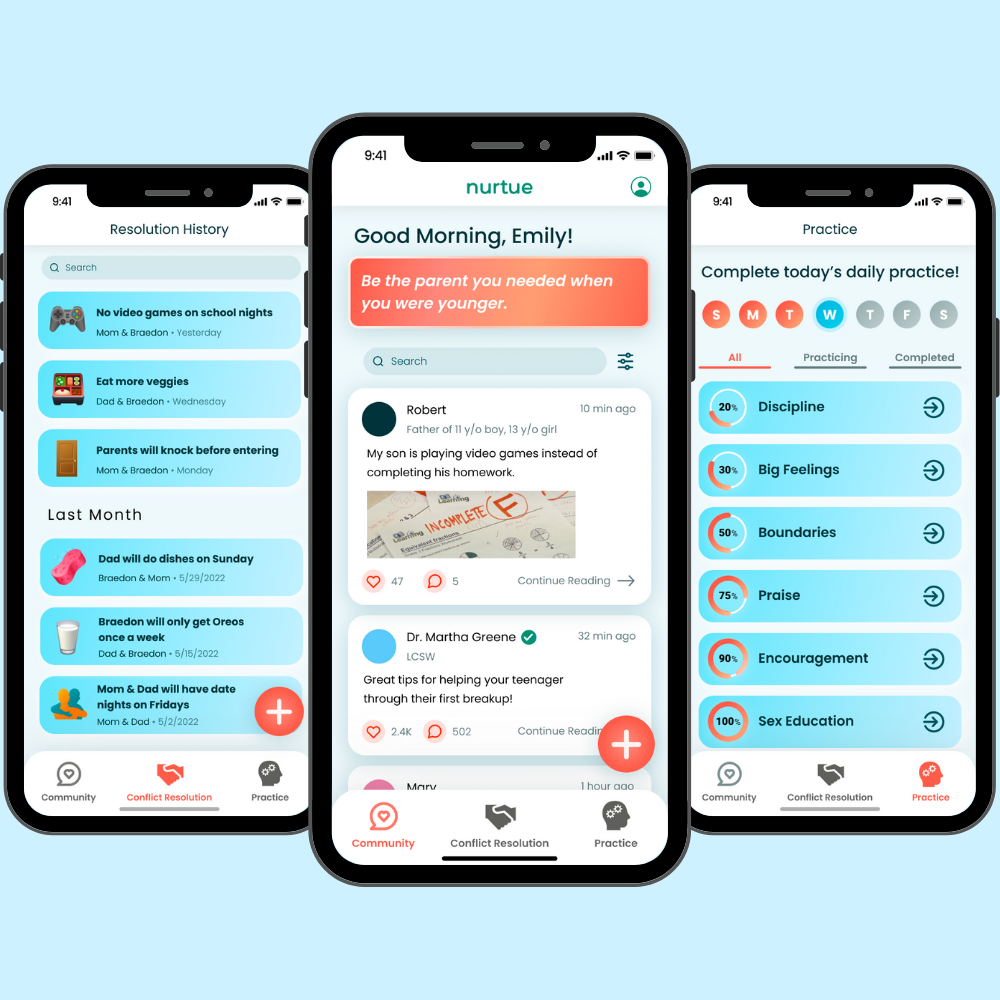 9:41
Resolution History
Search
No video games on school nights
Mom & Braedon • Yesterday
Eat more veggies
Dad & Braedon • Wednesday
Parents will knock before entering
Mom & Braedon • Monday
Last Month
Dad will do dishes on Sunday
Braedon & Mom • 5/29/2022
Braedon will only get Oreos
once a week
Dad & Braedon • 5/15/2022
Mom & Dad will have date
nights on Fridays
Mom & Dad • 5/2/2022
Community
Conflict Resolution
Practice
9:41
nurtue
Good Morning, Emily!
Be the parent you needed when
you were younger.
Search
Robert
10 min ago
Father of 11 y/o boy, 13 y/o girl
My son is playing video games instead of
completing his homework.
Learning
INCOMPLETE
F
Learning
Equivalent fractions
47
5
Continue Reading
Dr. Martha Greene
32 min ago
LCSW
Great tips for helping your teenager
through their first breakup!
2.4K
502
Continue Readin
Mary
1 hour ago
Community
Conflict Resolution
Practice
9:41
Practice
Complete today's daily practice!
S M T W T F S
All
Practicing
Completed
20%
Discipline
30%
Big Feelings
50%
Boundaries
75%
Praise
90%
Encouragement
100%
Sex Education
Community
Conflict Resolution
Practice